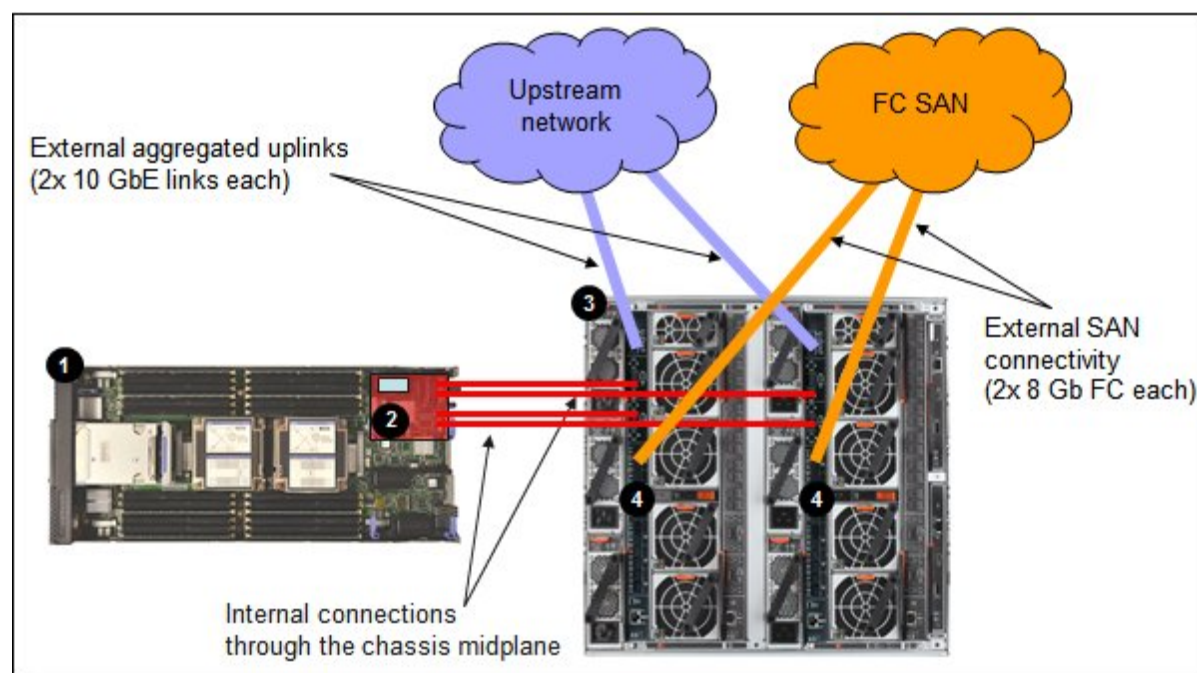 Upstream
network
FC SAN
External aggregated uplinks
(2x 10 GbE links each)
3
External SAN
connectivity
(2x 8 Gb FC each)
1
2
4
4
Internal connections
through the chassis midplane